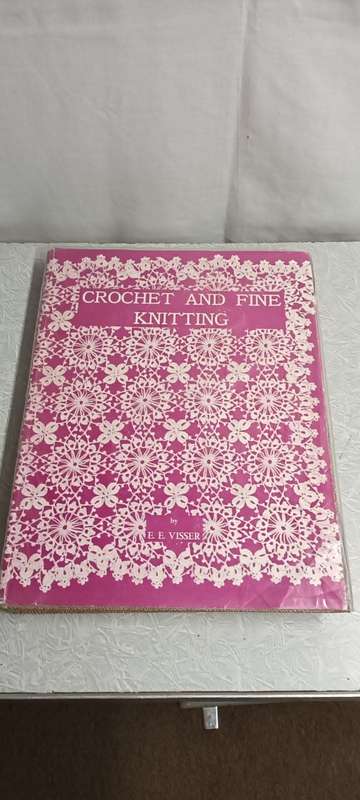 CROCHET AND FINE
KNITTING
by
E. E. VISSER